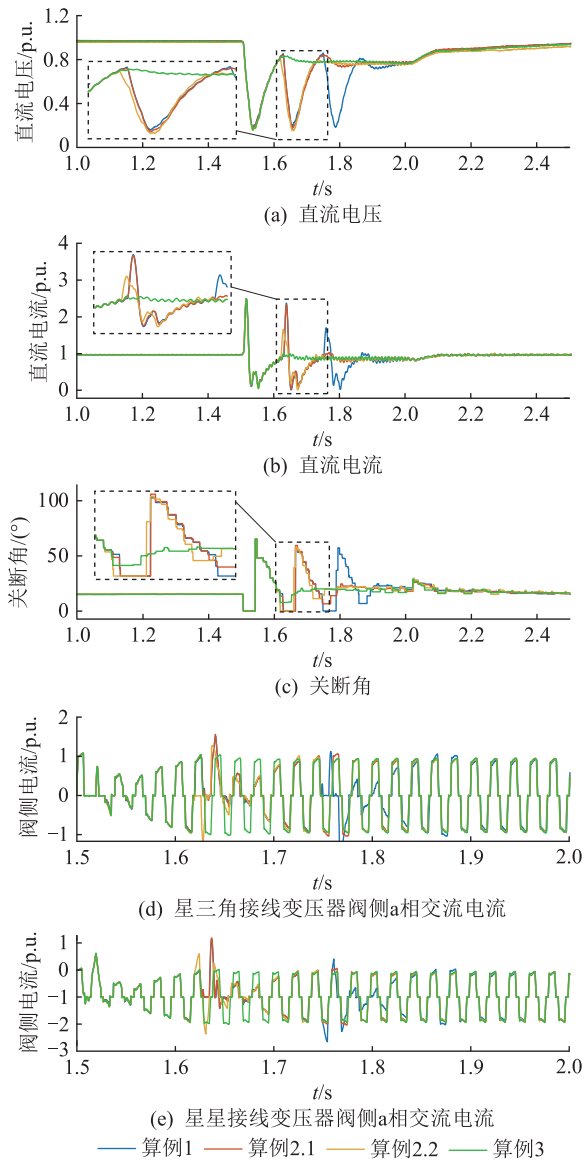 直流电压/p.u.
1.2
0.8
0.4
0
1.0 1.2 1.4 1.6 1.8 2.0 2.2 2.4
t/s
(a) 直流电压
直流电流/p.u.
4
3
2
1
0
1.0 1.2 1.4 1.6 1.8 2.0 2.2 2.4
t/s
(b) 直流电流
关断角/(°)
100
50
0
1.0 1.2 1.4 1.6 1.8 2.0 2.2 2.4
t/s
(c) 关断角
阀侧电流/p.u.
2
1
0
−1
1.5 1.6 1.7 1.8 1.9 2.0
t/s
(d) 星三角接线变压器阀侧a相交流电流
阀侧电流/p.u.
1
0
−1
−2
−3
1.5 1.6 1.7 1.8 1.9 2.0
t/s
(e) 星星接线变压器阀侧a相交流电流
算例1 算例2.1 算例2.2 算例3